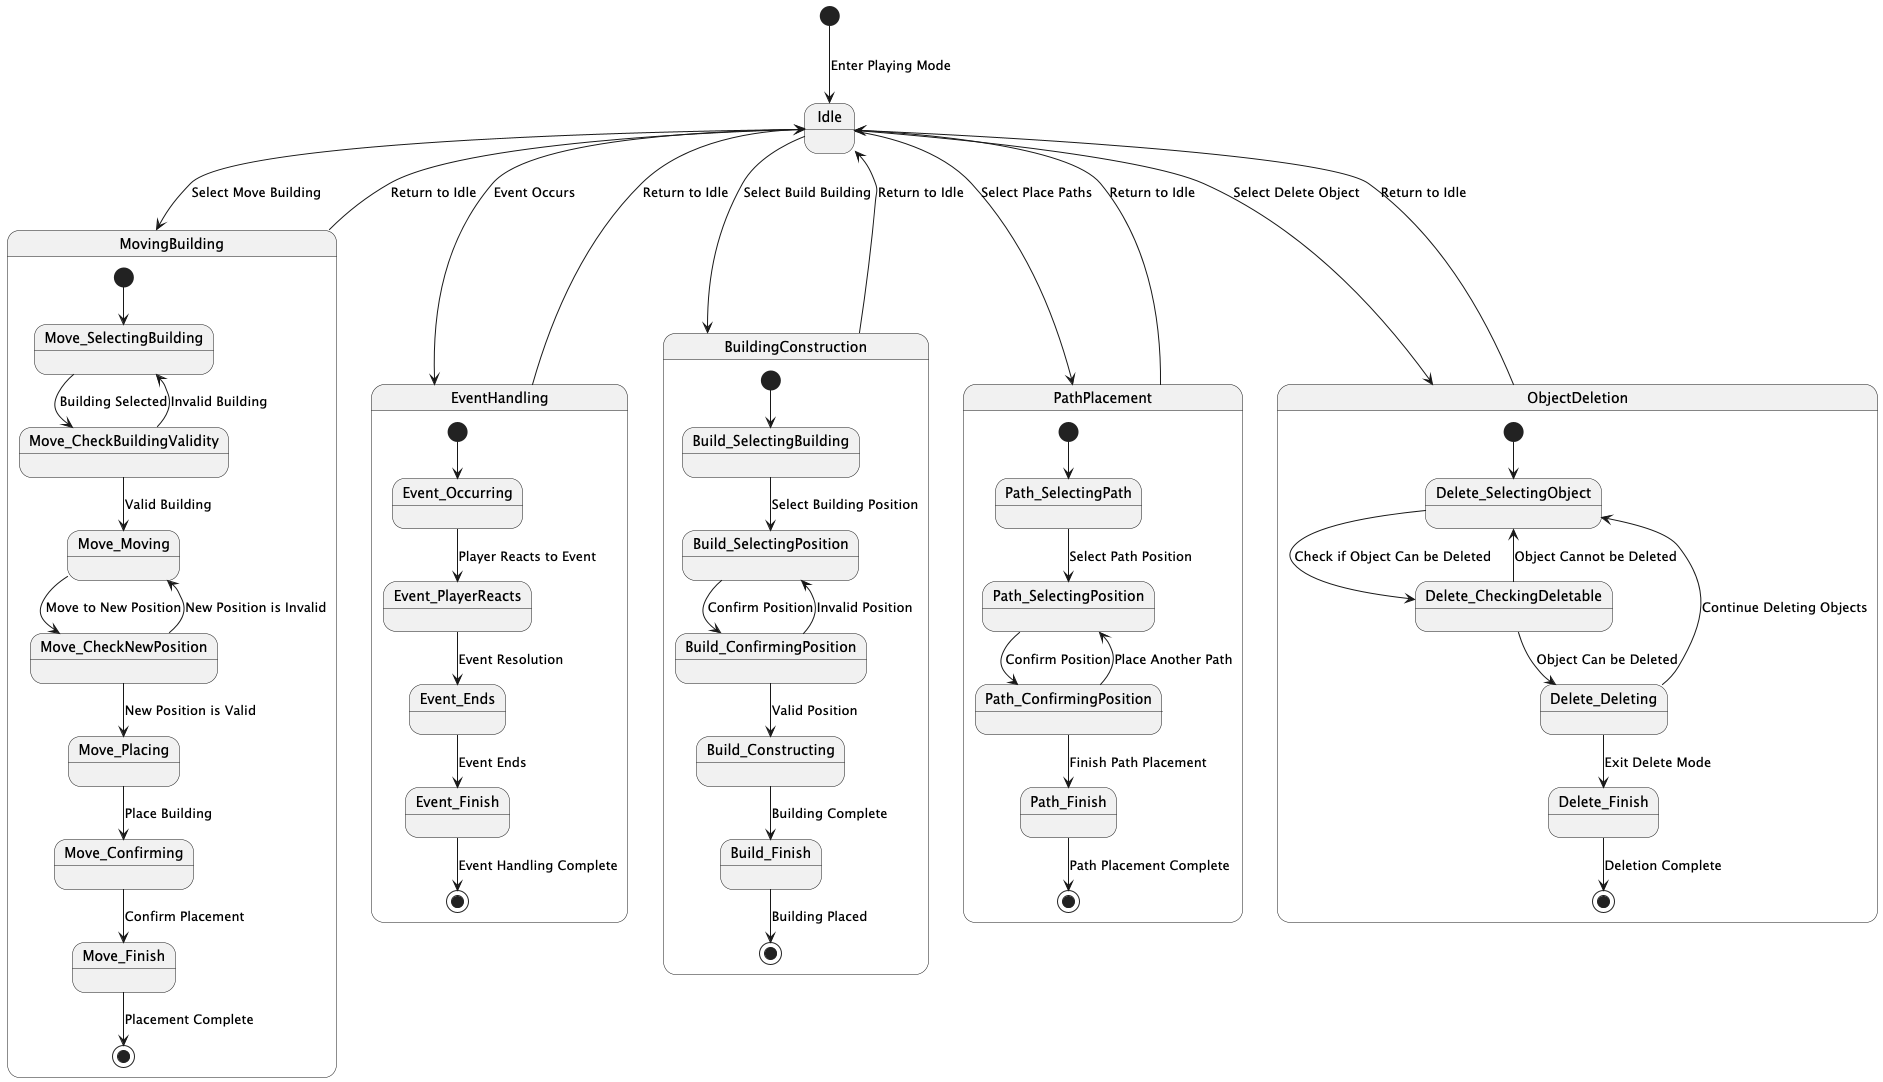 Enter Playing Mode
Idle
Select Move Building
Return to Idle
Event Occurs
Return to Idle
Select Build Building
Return to Idle
Select Place Paths
Return to Idle
Select Delete Object
Return to Idle
MovingBuilding
Move_SelectingBuilding
Building Selected
Invalid Building
Move_CheckBuildingValidity
Valid Building
Move_Moving
Move to New Position
New Position is Invalid
Move_CheckNewPosition
New Position is Valid
Move_Placing
Place Building
Move_Confirming
Confirm Placement
Move_Finish
Placement Complete
EventHandling
Event_Occurring
Player Reacts to Event
Event_PlayerReacts
Event Resolution
Event_Ends
Event Ends
Event_Finish
Event Handling Complete
BuildingConstruction
Build_SelectingBuilding
Select Building Position
Build_SelectingPosition
Confirm Position
Invalid Position
Build_ConfirmingPosition
Valid Position
Build_Constructing
Building Complete
Build_Finish
Building Placed
PathPlacement
Path_SelectingPath
Select Path Position
Path_SelectingPosition
Confirm Position
Place Another Path
Path_ConfirmingPosition
Finish Path Placement
Path_Finish
Path Placement Complete
ObjectDeletion
Delete_SelectingObject
Check if Object Can be Deleted
Object Cannot be Deleted
Delete_CheckingDeletable
Continue Deleting Objects
Object Can be Deleted
Delete_Deleting
Exit Delete Mode
Delete_Finish
Deletion Complete